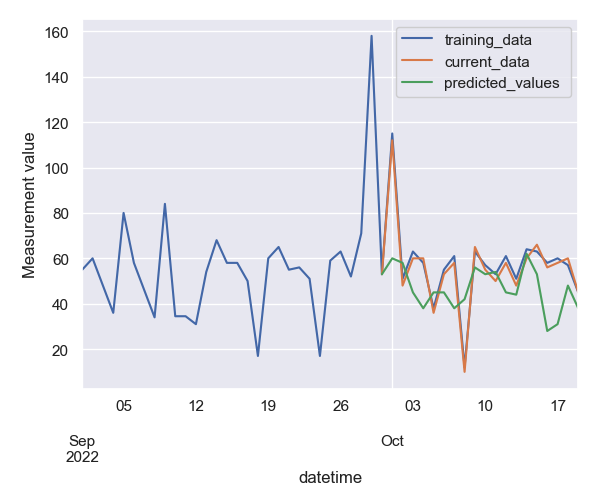 160
140
120
100
80
60
40
20
Measurement value
training_data
current_data
predicted_values
05
12
19
26
03
10
17
Sep
2022
Oct
datetime